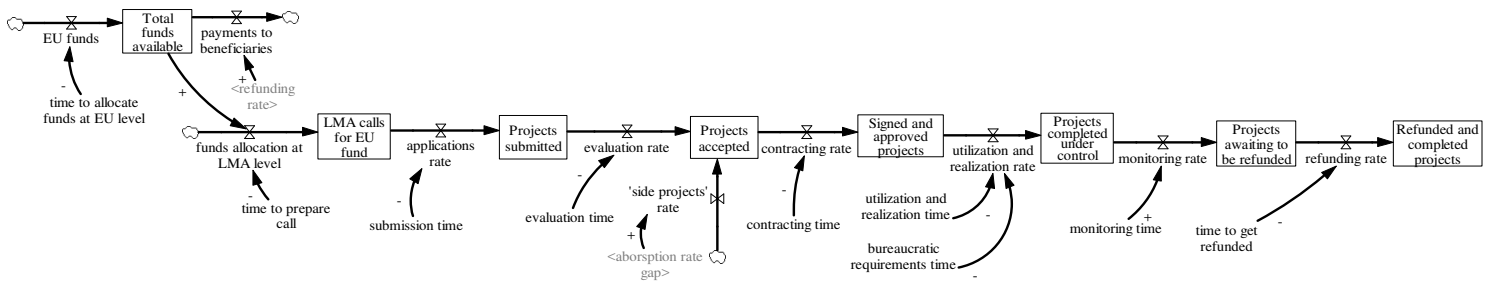 EU funds
Total
funds
available
payments to
beneficiaries
-
time to allocate
funds at EU level
+
+
<refunding
rate>
funds allocation at
LMA level
-
time to prepare
call
LMA calls
for EU
fund
applications
rate
-
submission time
Projects
submitted
evaluation rate
-
evaluation time
Projects
accepted
'side projects'
rate
+
<aborsption rate
gap>
contracting rate
-
contracting time
Signed and
approved
projects
utilization and
realization rate
utilization and
realization time
-
bureaucratic
requirements time
-
Projects
completed
under
control
monitoring rate
+
monitoring time
Projects
awaiting to
be refunded
refunding rate
-
time to get
refunded
Refunded and
completed
projects